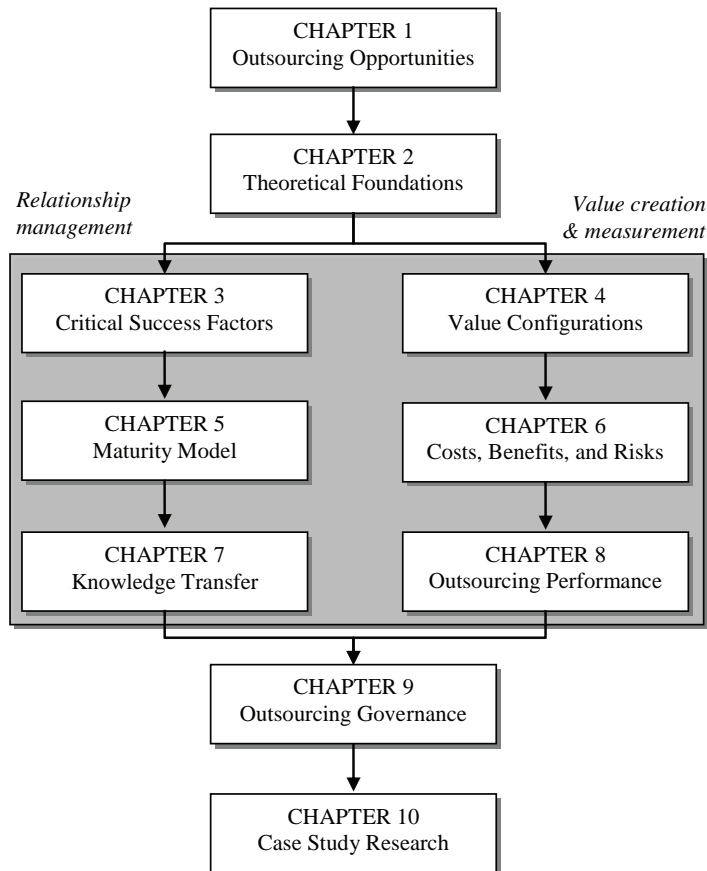 CHAPTER 1
Outsourcing Opportunities
CHAPTER 2
Theoretical Foundations
Relationship
management
Value creation
& measurement
CHAPTER 3
Critical Success Factors
CHAPTER 4
Value Configurations
CHAPTER 5
Maturity Model
CHAPTER 6
Costs, Benefits, and Risks
CHAPTER 7
Knowledge Transfer
CHAPTER 8
Outsourcing Performance
CHAPTER 9
Outsourcing Governance
CHAPTER 10
Case Study Research